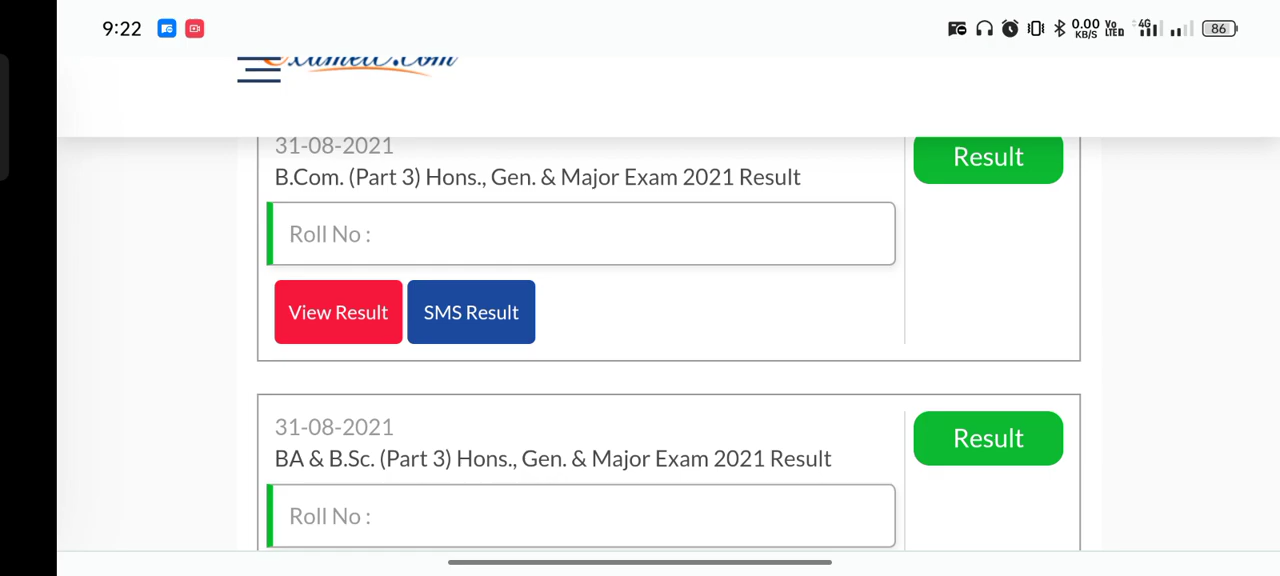 9:22
0.00 KB/S Vo LTED 4G 86
31-08-2021
Result
B.Com. (Part 3) Hons., Gen. & Major Exam 2021 Result
Roll No :
View Result SMS Result
31-08-2021
Result
BA & B.Sc. (Part 3) Hons., Gen. & Major Exam 2021 Result
Roll No :